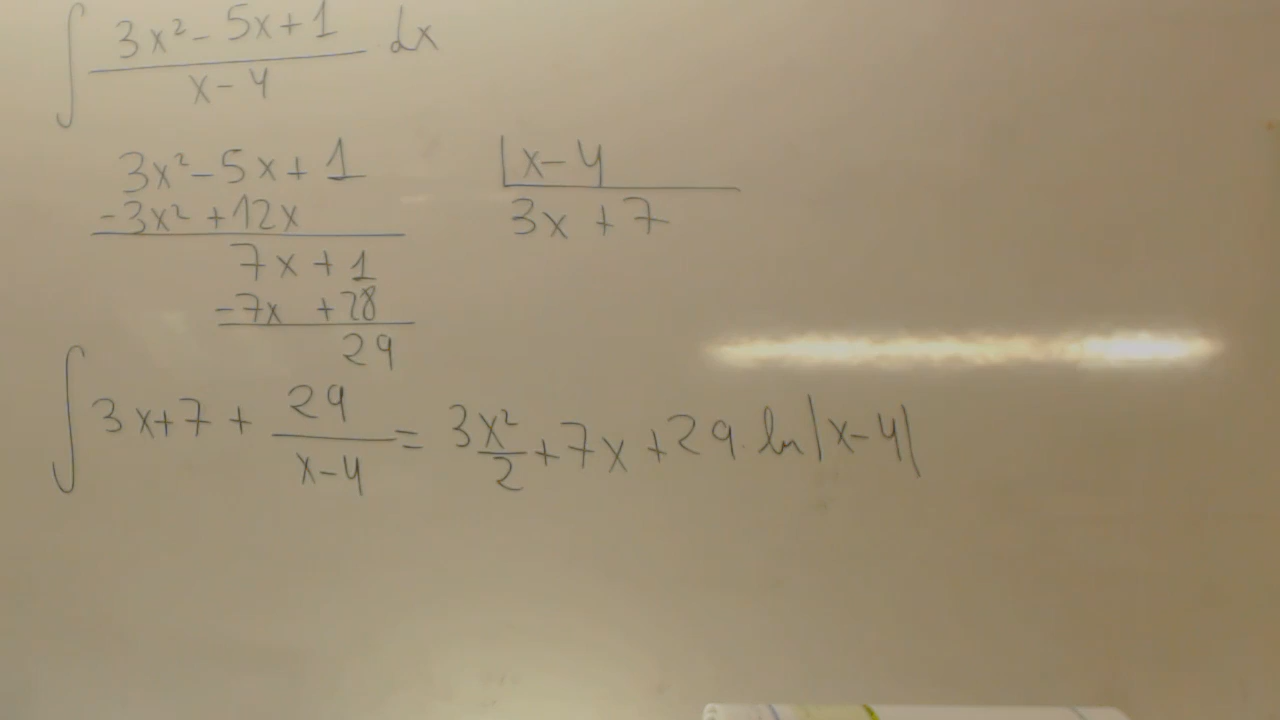 ∫ (3x² - 5x + 1)/(x - 4) dx
3x² - 5x + 1 |x - 4
-3x² + 12x 3x + 7
7x + 1
-7x + 28
29
∫ 3x + 7 + 29/(x - 4) = 3x²/2 + 7x + 29 · ln|x - 4|